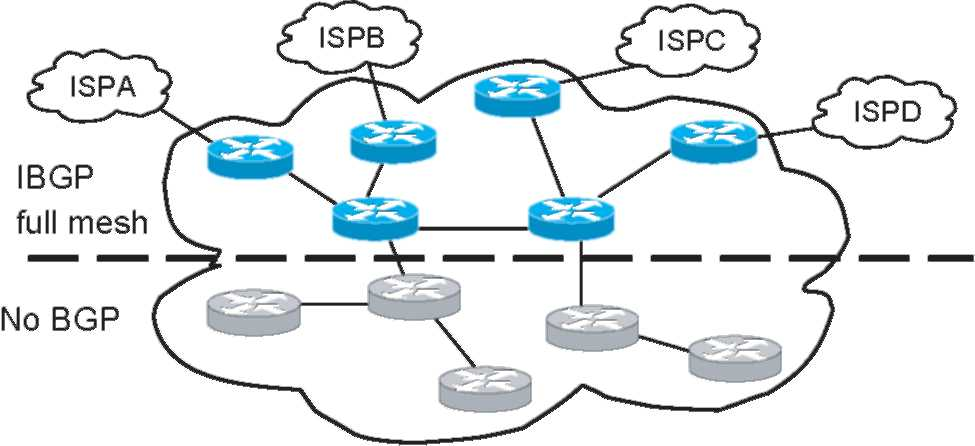 ISPB
ISPC
ISPA
ISPD
IBGP
full mesh
No BGP